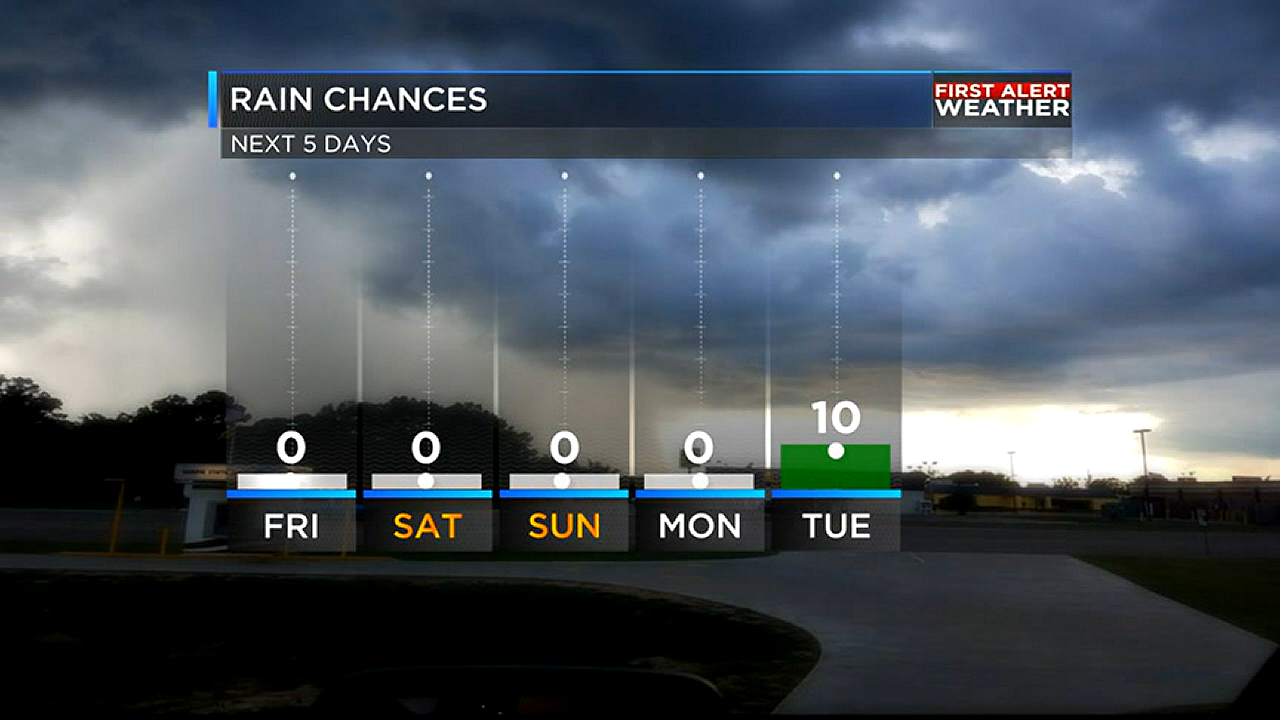 RAIN CHANCES
FIRST ALERT
WEATHER
NEXT 5 DAYS
0 0 0 0 10
FRI SAT SUN MON TUE